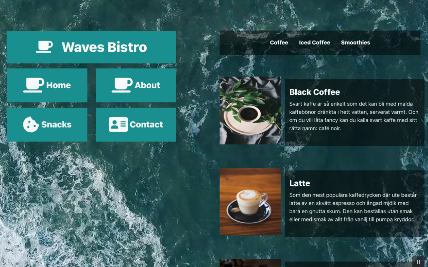 Waves Bistro
Home
About
Snacks
Contact
Coffee
Iced Coffee
Smoothies
Black Coffee
Svart kaffe är så enkelt som det kan bli med malda
kaffebönor dränkta i hett vatten, serverat varmt. Och
om du vill låta fancy kan du kalla svart kaffe med sitt
rätta namn: café noir.
Latte
Som den mest populära kaffedrycken där ute består
latte av en skvätt espresso och ångad mjölk med
bara en gnutta skum. Den kan beställas utan smak
eller med smak av allt från vanilj till pumpa kryddor.